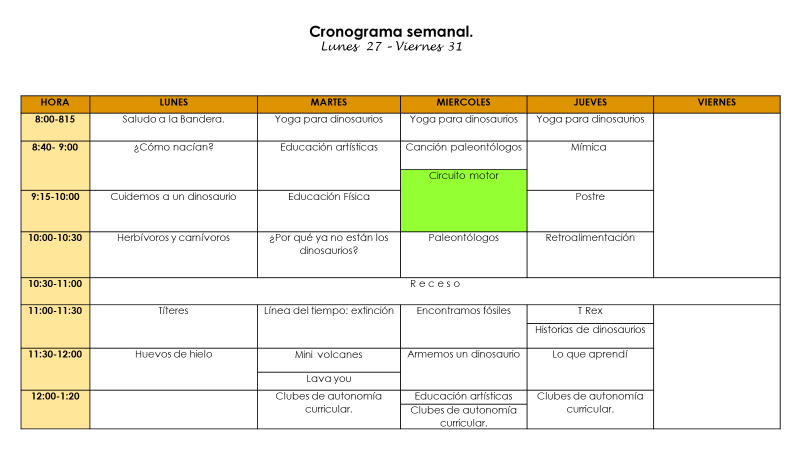 Cronograma semanal.
Lunes 27 – Viernes 31
HORA LUNES MARTES MIERCOLES JUEVES VIERNES
8:00-815 Saludo a la Bandera. Yoga para dinosaurios Yoga para dinosaurios Yoga para dinosaurios
8:40- 9:00 ¿Cómo nacían? Educación artísticas Canción paleontólogos Mímica
Circuito motor
9:15-10:00 Cuidemos a un dinosaurio Educación Física Postre
10:00-10:30 Herbívoros y carnívoros ¿Por qué ya no están los Paleontólogos Retroalimentación
dinosaurios?
10:30-11:00 R e c e s o
11:00-11:30 Títeres Línea del tiempo: extinción Encontramos fósiles T Rex
Historias de dinosaurios
11:30-12:00 Huevos de hielo Mini volcanes Armemos un dinosaurio Lo que aprendí
Lava you
12:00-1:20 Clubes de autonomía Educación artísticas Clubes de autonomía
curricular. Clubes de autonomía curricular.
curricular.